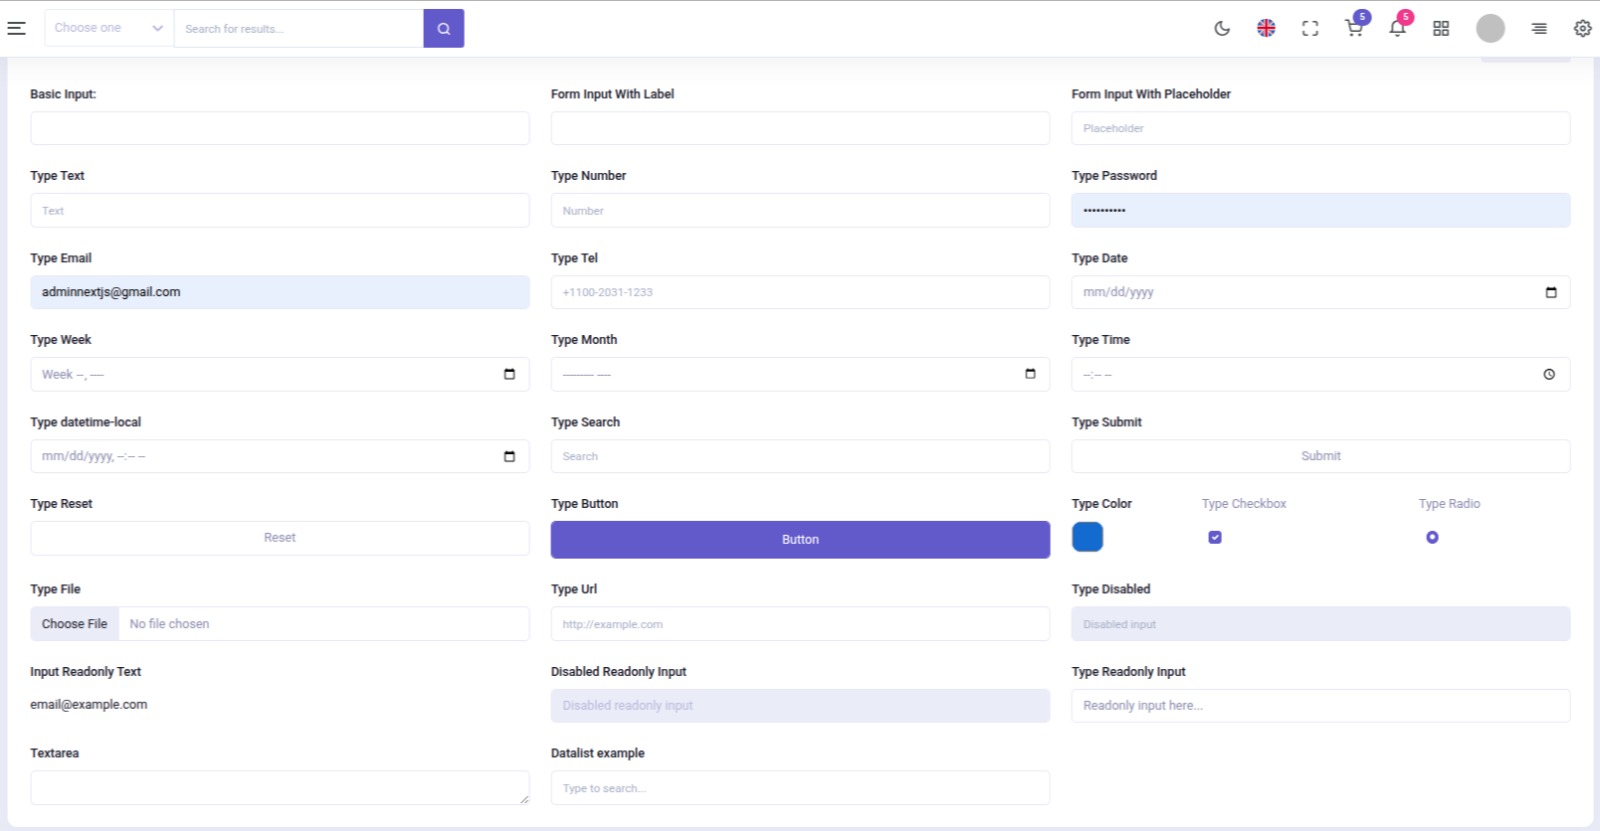 Choose one
Search for results...
5
5
Basic Input:
Form Input With Label
Form Input With Placeholder
Placeholder
Type Text
Type Number
Type Password
Text
Number
••••••••••
Type Email
Type Tel
Type Date
adminnextjs@gmail.com
+1100-2031-1233
mm/dd/yyyy
Type Week
Type Month
Type Time
Week --, ----
--------- ----
--:-- --
Type datetime-local
Type Search
Type Submit
mm/dd/yyyy, --:-- --
Search
Submit
Type Reset
Type Button
Type Color
Type Checkbox
Type Radio
Reset
Button
Type File
Type Url
Type Disabled
Choose File
No file chosen
http://example.com
Disabled input
Input Readonly Text
Disabled Readonly Input
Type Readonly Input
email@example.com
Disabled readonly input
Readonly input here...
Textarea
Datalist example
Type to search...